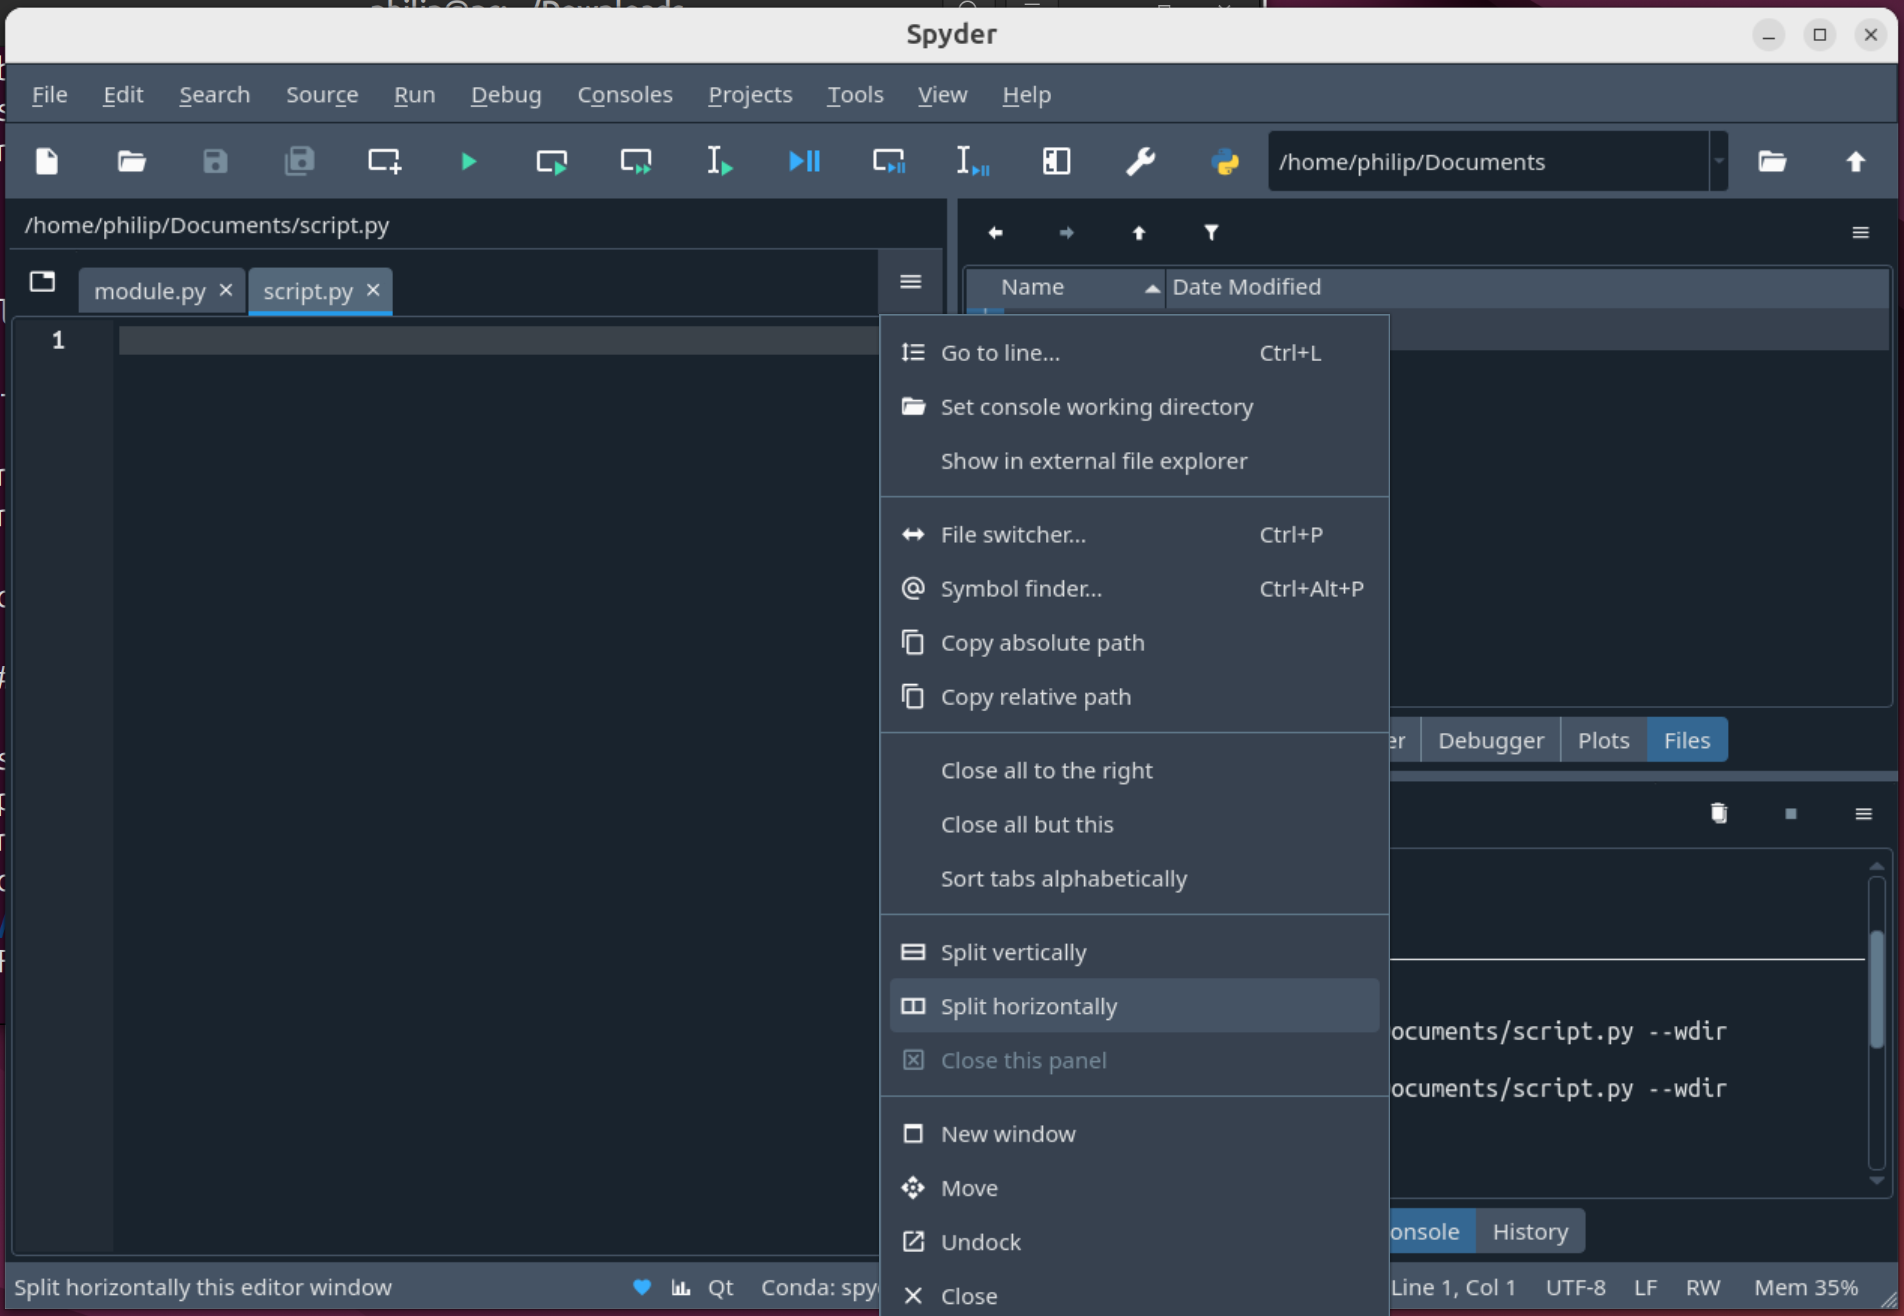 Spyder
File Edit Search Source Run Debug Consoles Projects Tools View Help
/home/philip/Documents
/home/philip/Documents/script.py
module.py script.py
Name Date Modified
1
Go to line... Ctrl+L
Set console working directory
Show in external file explorer
File switcher... Ctrl+P
Symbol finder... Ctrl+Alt+P
Copy absolute path
Copy relative path
Close all to the right
Close all but this
Sort tabs alphabetically
Split vertically
Split horizontally
Close this panel
New window
Move
Undock
Close
er Debugger Plots Files
ocuments/script.py --wdir
ocuments/script.py --wdir
onsole History
Split horizontally this editor window Qt Conda: spy Line 1, Col 1 UTF-8 LF RW Mem 35%